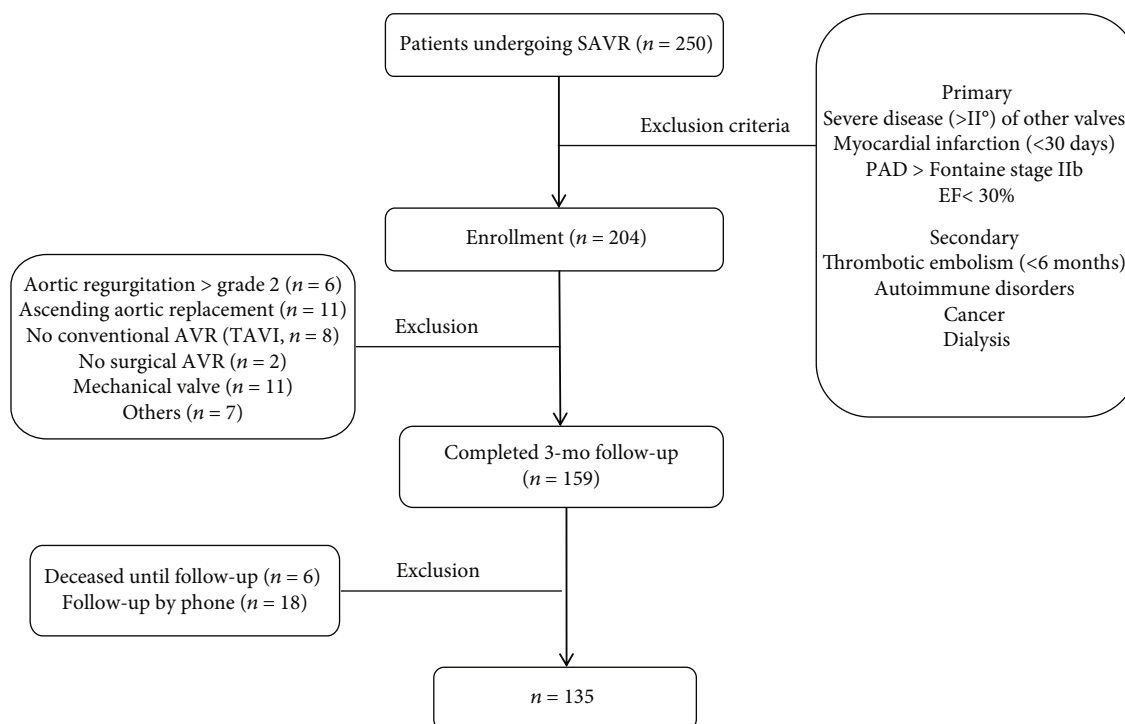 Patients undergoing SAVR (n = 250)
Exclusion criteria
Primary
Severe disease (>II°) of other valves
Myocardial infarction (<30 days)
PAD > Fontaine stage IIb
EF< 30%
Secondary
Thrombotic embolism (<6 months)
Autoimmune disorders
Cancer
Dialysis
Enrollment (n = 204)
Aortic regurgitation > grade 2 (n = 6)
Ascending aortic replacement (n = 11)
No conventional AVR (TAVI, n = 8)
No surgical AVR (n = 2)
Mechanical valve (n = 11)
Others (n = 7)
Exclusion
Completed 3-mo follow-up
(n = 159)
Deceased until follow-up (n = 6)
Follow-up by phone (n = 18)
Exclusion
n = 135